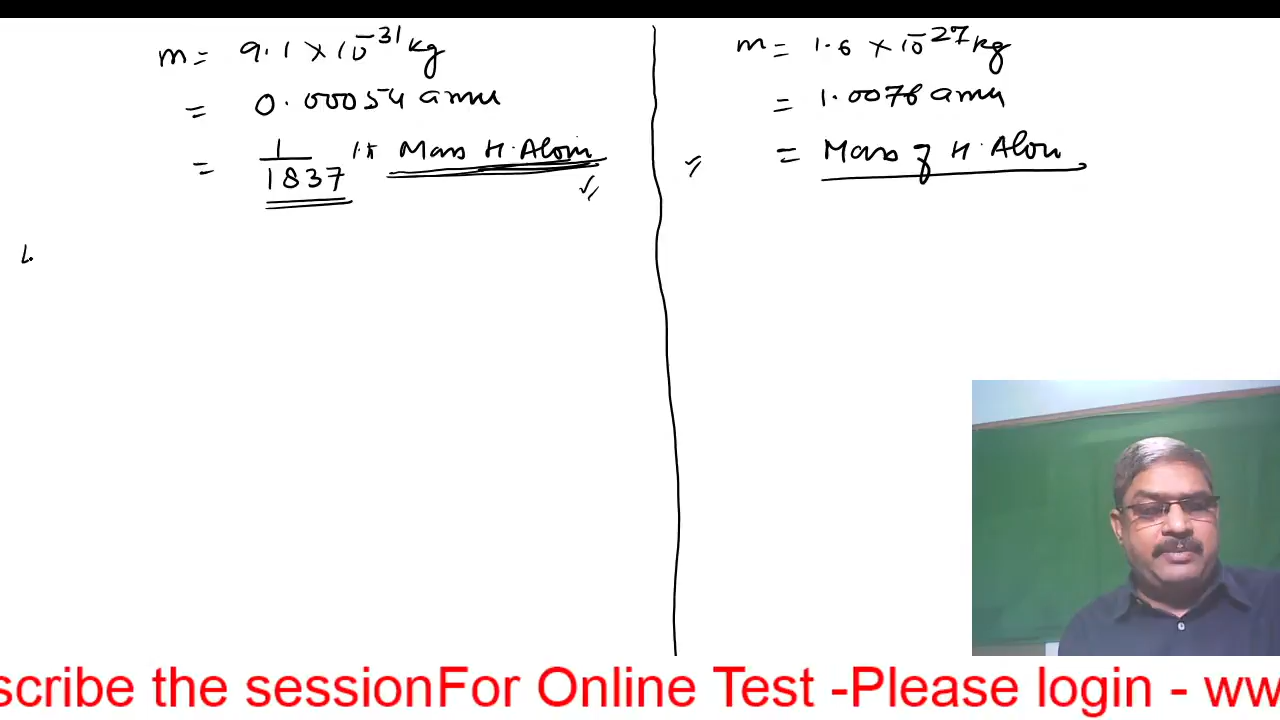 m = 9.1 × 10⁻³¹ kg
= 0.00054 amu
= 1/1837 Mass H. Atom
m = 1.6 × 10⁻²⁷ kg
= 1.0076 amu
= Mass of H. Atom
scribe the sessionFor Online Test -Please login - ww